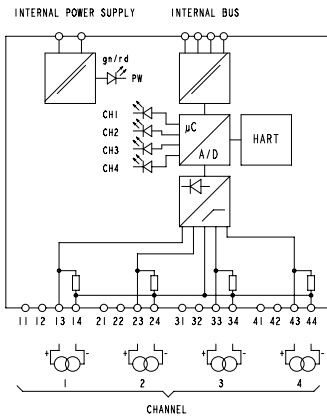 INTERNAL POWER SUPPLY INTERNAL BUS
gn/rd
PW
CH1
CH2
CH3
CH4
µC
A/D
HART
11 12 13 14 21 22 23 24 31 32 33 34 41 42 43 44
+ - + - + - + -
1 2 3 4
CHANNEL